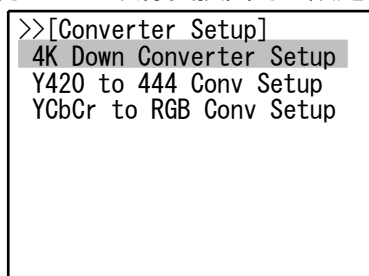 >>[Converter Setup]
4K Down Converter Setup
Y420 to 444 Conv Setup
YCbCr to RGB Conv Setup